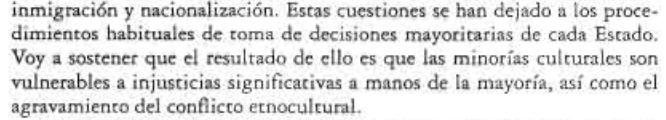 inmigración y nacionalización. Estas cuestiones se han dejado a los proce-
dimientos habituales de toma de decisiones mayoritarias de cada Estado.
Voy a sostener que el resultado de ello es que las minorías culturales son
vulnerables a injusticias significativas a manos de la mayoría, así como el
agravamiento del conflicto etnocultural.